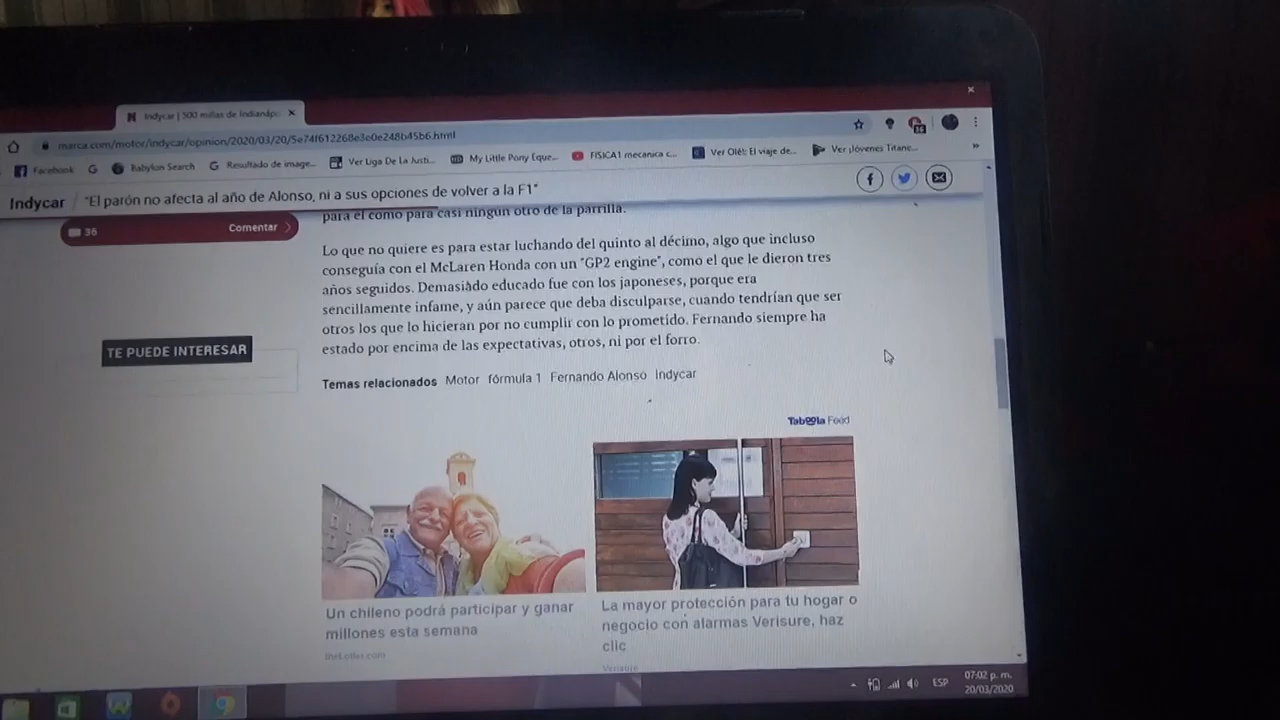 Indycar | 500 millas de Indianáp
marca.com/motor/indycar/opinion/2020/03/20/5e74f612268e3e0e248b45b6.html
36
Facebook Babylon Search Resultado de image... Ver Liga De La Justi... My Little Pony Eque... FISICA1 mecanica c... Ver Olé!: El viaje de... Ver ¡Jóvenes Titane... »
Indycar / "El parón no afecta al año de Alonso, ni a sus opciones de volver a la F1"
36 Comentar
para él como para casi ningún otro de la parrilla.
Lo que no quiere es para estar luchando del quinto al décimo, algo que incluso
conseguía con el McLaren Honda con un "GP2 engine", como el que le dieron tres
años seguidos. Demasiado educado fue con los japoneses, porque era
sencillamente infame, y aún parece que deba disculparse, cuando tendrían que ser
otros los que lo hicieran por no cumplir con lo prometido. Fernando siempre ha
estado por encima de las expectativas, otros, ni por el forro.
TE PUEDE INTERESAR
Temas relacionados Motor fórmula 1 Fernando Alonso Indycar
Taboola Feed
Un chileno podrá participar y ganar
millones esta semana
theLotter.com
La mayor protección para tu hogar o
negocio con alarmas Verisure, haz
clic
Verisure
ESP
07:02 p. m.
20/03/2020